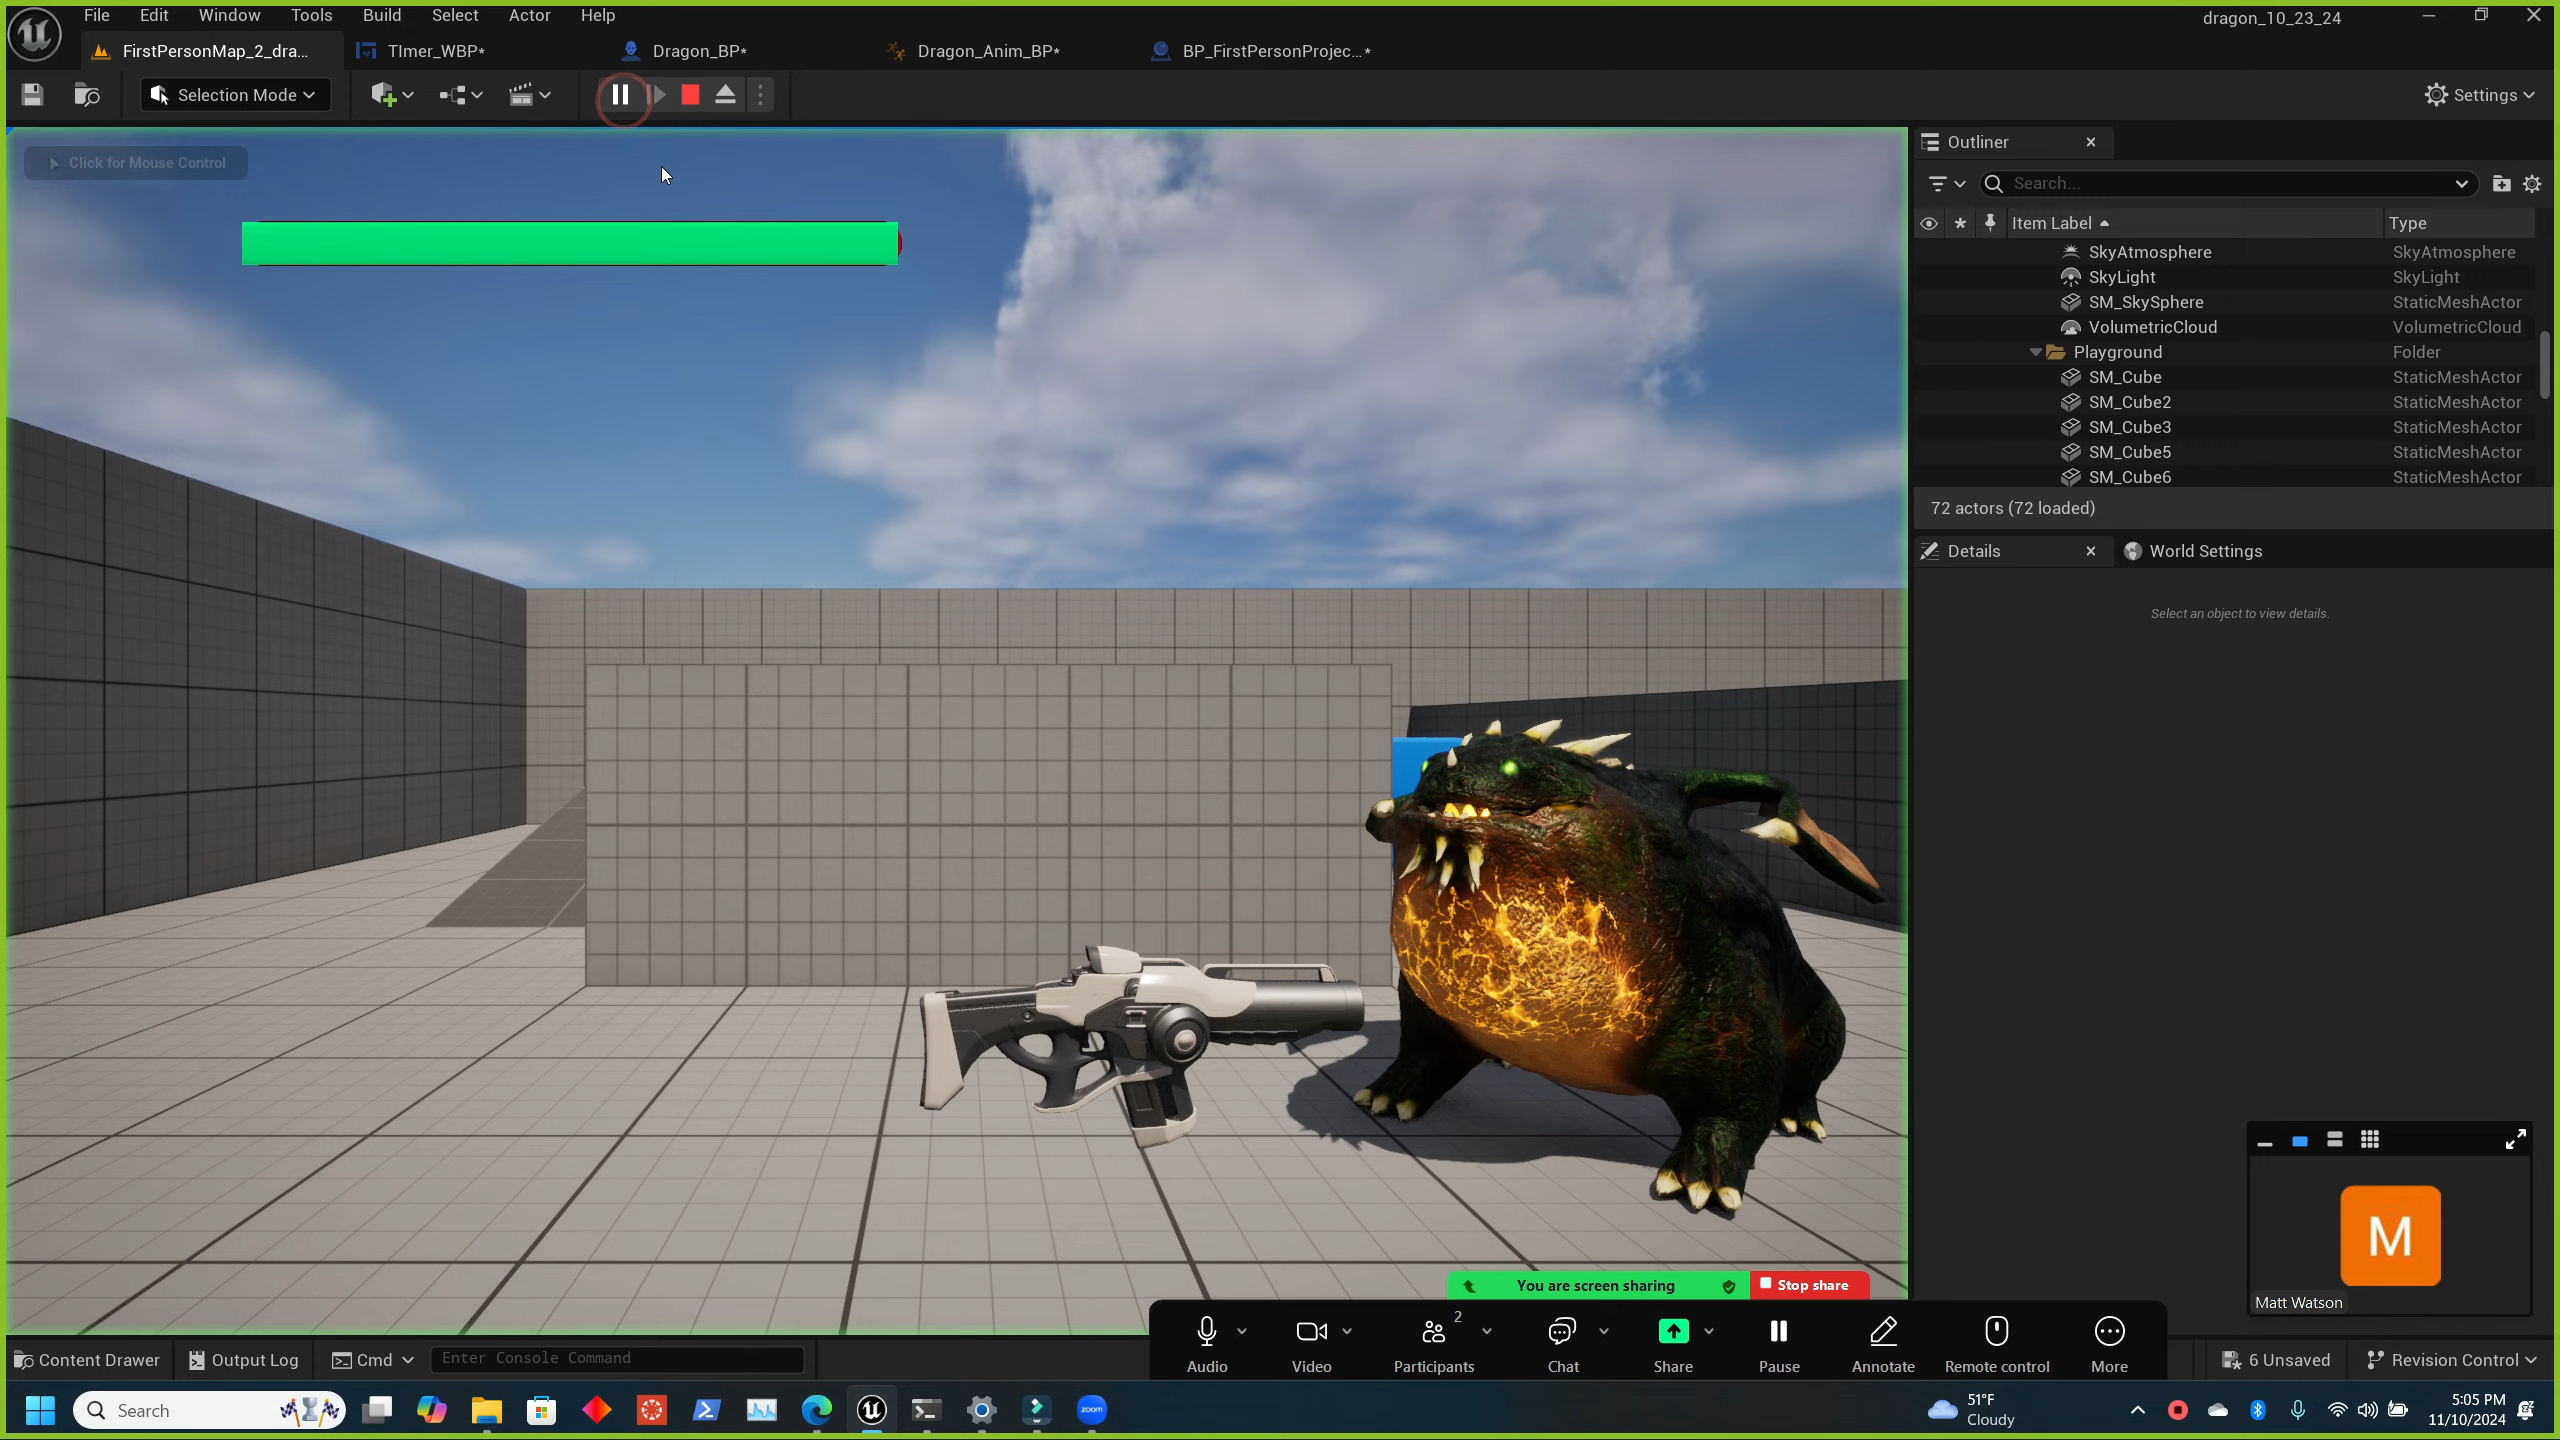 File Edit Window Tools Build Select Actor Help
dragon_10_23_24
FirstPersonMap_2_dra...
TImer_WBP*
Dragon_BP*
Dragon_Anim_BP*
BP_FirstPersonProjec...*
Selection Mode
Settings
Click for Mouse Control
Outliner
Search...
Item Label
Type
SkyAtmosphere SkyAtmosphere
SkyLight SkyLight
SM_SkySphere StaticMeshActor
VolumetricCloud VolumetricCloud
Playground Folder
SM_Cube StaticMeshActor
SM_Cube2 StaticMeshActor
SM_Cube3 StaticMeshActor
SM_Cube5 StaticMeshActor
SM_Cube6 StaticMeshActor
72 actors (72 loaded)
Details
World Settings
Select an object to view details.
M
Matt Watson
You are screen sharing
Stop share
2
Audio
Video
Participants
Chat
Share
Pause
Annotate
Remote control
More
Content Drawer
Output Log
Cmd
Enter Console Command
6 Unsaved
Revision Control
Search
zoom
51°F
Cloudy
5:05 PM
11/10/2024